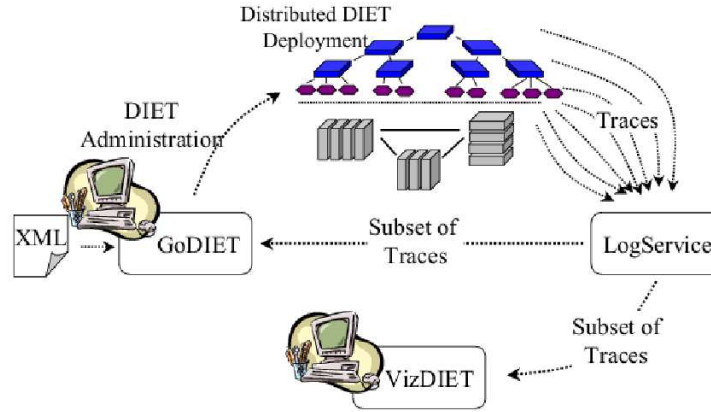 Distributed DIET
Deployment
DIET
Administration
Traces
XML
GoDIET
Subset of
Traces
LogService
Subset of
Traces
VizDIET